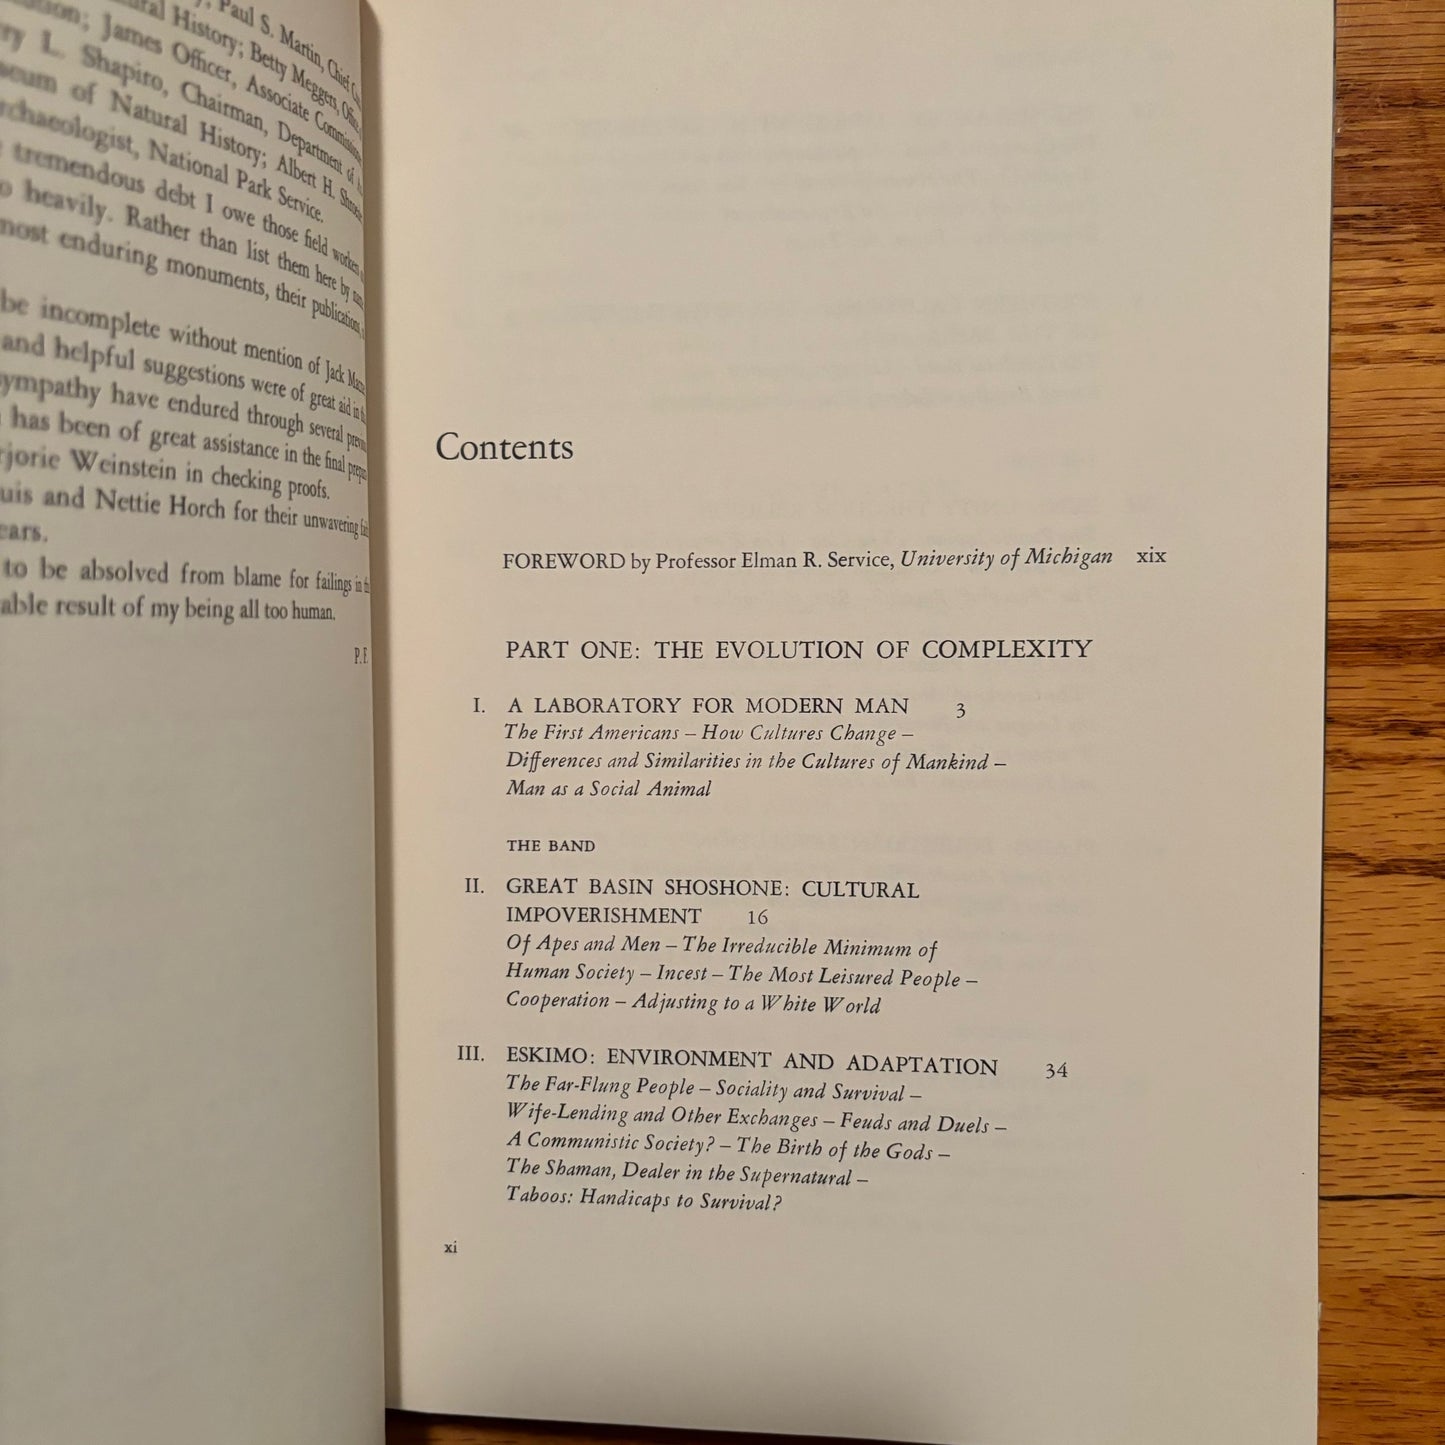 Paul S. Martin, Chief
History; Betty Meggers,
James Officer, Associate
L. Shapiro, Chairman, Department of
of Natural History; Albert H.
National Park Service.
tremendous debt I owe those field workers
heavily. Rather than list them here by
most enduring monuments, their publications,
be incomplete without mention of Jack
and helpful suggestions were of great aid in
sympathy have endured through several
has been of great assistance in the final
Weinstein in checking proofs.
and Nettie Horch for their unwavering
to be absolved from blame for failings in
result of my being all too human.
P. F.
Contents
FOREWORD by Professor Elman R. Service, University of Michigan xix
PART ONE: THE EVOLUTION OF COMPLEXITY
I. A LABORATORY FOR MODERN MAN 3
The First Americans – How Cultures Change –
Differences and Similarities in the Cultures of Mankind –
Man as a Social Animal
THE BAND
II. GREAT BASIN SHOSHONE: CULTURAL
IMPOVERISHMENT 16
Of Apes and Men – The Irreducible Minimum of
Human Society – Incest – The Most Leisured People –
Cooperation – Adjusting to a White World
III. ESKIMO: ENVIRONMENT AND ADAPTATION 34
The Far-Flung People – Sociality and Survival –
Wife-Lending and Other Exchanges – Feuds and Duels –
A Communistic Society? – The Birth of the Gods –
The Shaman, Dealer in the Supernatural –
Taboos: Handicaps to Survival?
xi